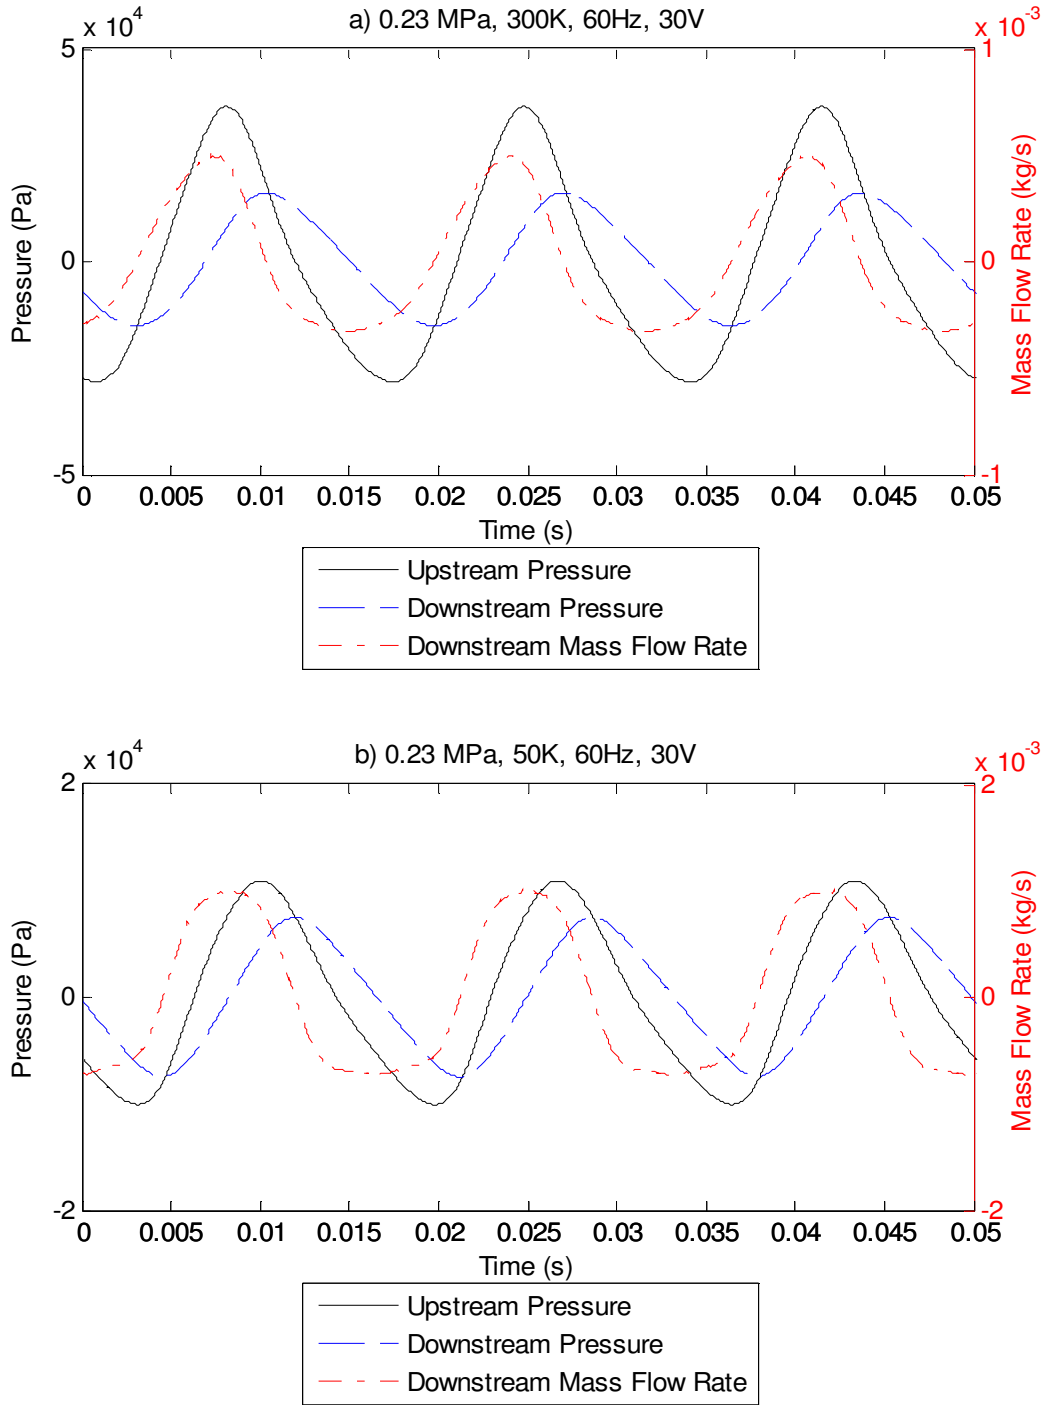 a) 0.23 MPa, 300K, 60Hz, 30V
x 10^4
x 10^-3
5
0
-5
Pressure (Pa)
1
0
-1
Mass Flow Rate (kg/s)
0 0.005 0.01 0.015 0.02 0.025 0.03 0.035 0.04 0.045 0.05
Time (s)
Upstream Pressure
Downstream Pressure
Downstream Mass Flow Rate
b) 0.23 MPa, 50K, 60Hz, 30V
x 10^4
x 10^-3
2
0
-2
Pressure (Pa)
2
0
-2
Mass Flow Rate (kg/s)
0 0.005 0.01 0.015 0.02 0.025 0.03 0.035 0.04 0.045 0.05
Time (s)
Upstream Pressure
Downstream Pressure
Downstream Mass Flow Rate